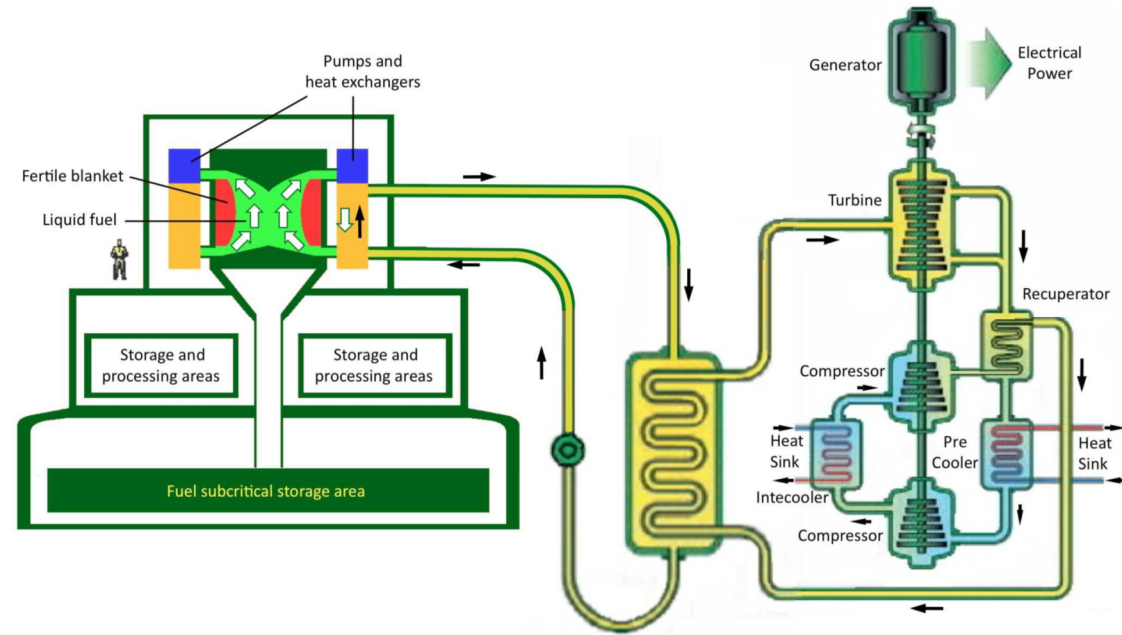 Pumps and
heat exchangers
Fertile blanket
Liquid fuel
Storage and
processing areas
Storage and
processing areas
Fuel subcritical storage area
Generator
Electrical
Power
Turbine
Recuperator
Compressor
Heat
Sink
Pre
Cooler
Heat
Sink
Intecooler
Compressor